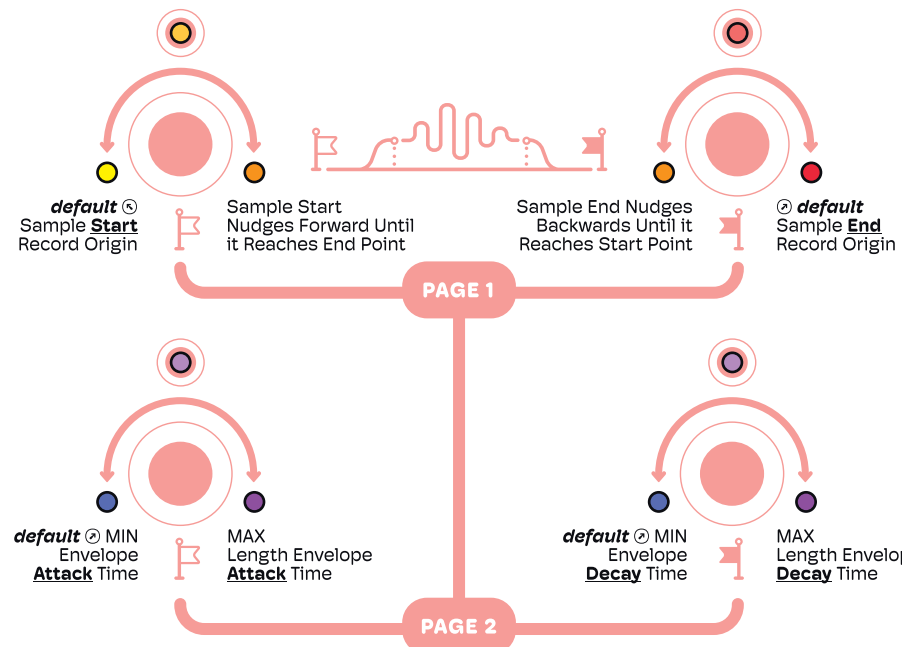 default
Sample Start
Record Origin
Sample Start
Nudges Forward Until
it Reaches End Point
Sample End Nudges
Backwards Until it
Reaches Start Point
default
Sample End
Record Origin
PAGE 1
default MIN
Envelope
Attack Time
MAX
Length Envelope
Attack Time
default MIN
Envelope
Decay Time
MAX
Length Envelop
Decay Time
PAGE 2